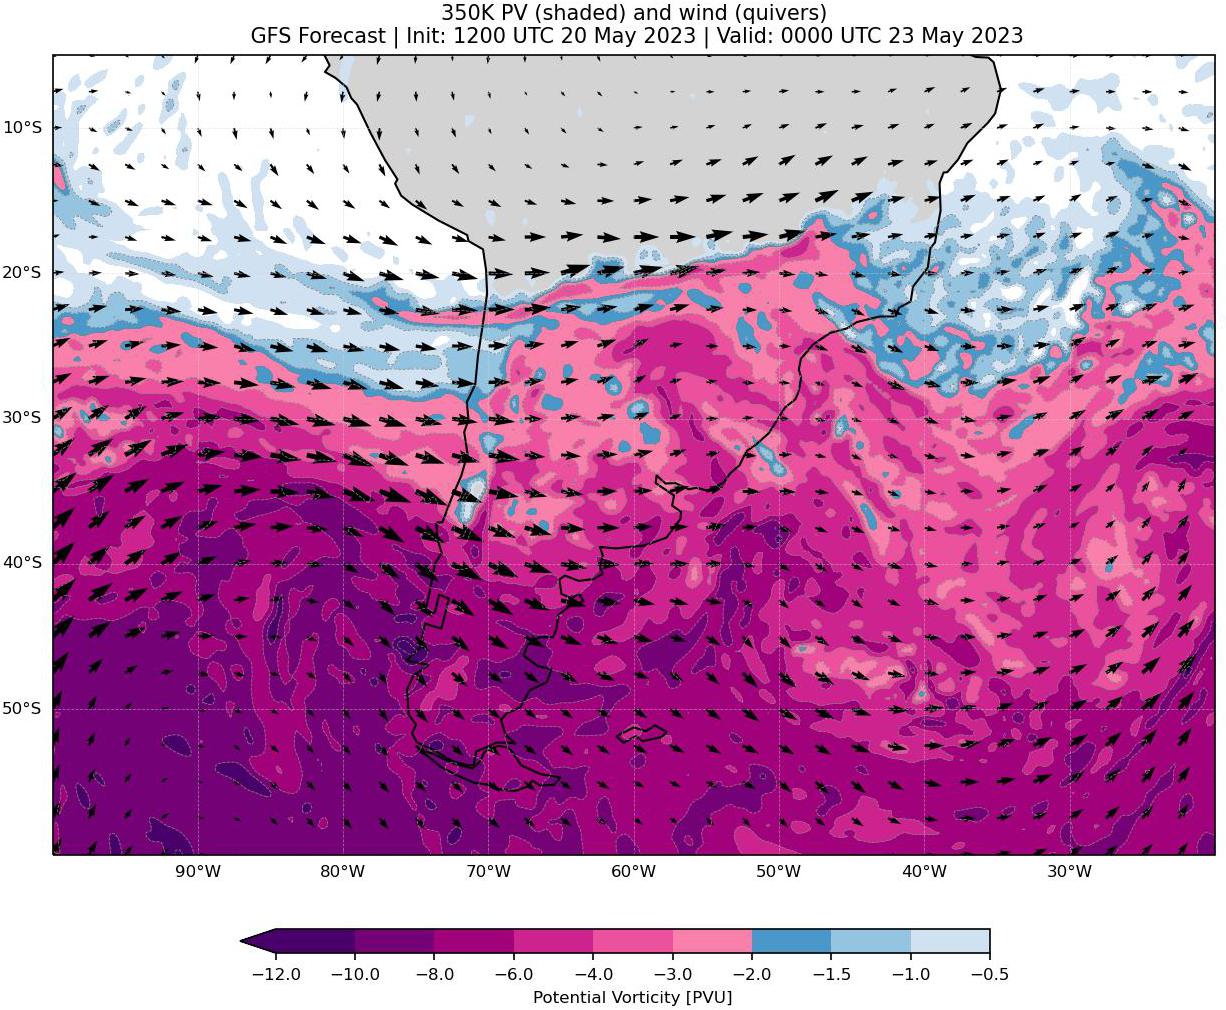 350K PV (shaded) and wind (quivers)
GFS Forecast | Init: 1200 UTC 20 May 2023 | Valid: 0000 UTC 23 May 2023
10°S
20°S
30°S
40°S
50°S
90°W 80°W 70°W 60°W 50°W 40°W 30°W
−12.0 −10.0 −8.0 −6.0 −4.0 −3.0 −2.0 −1.5 −1.0 −0.5
Potential Vorticity [PVU]